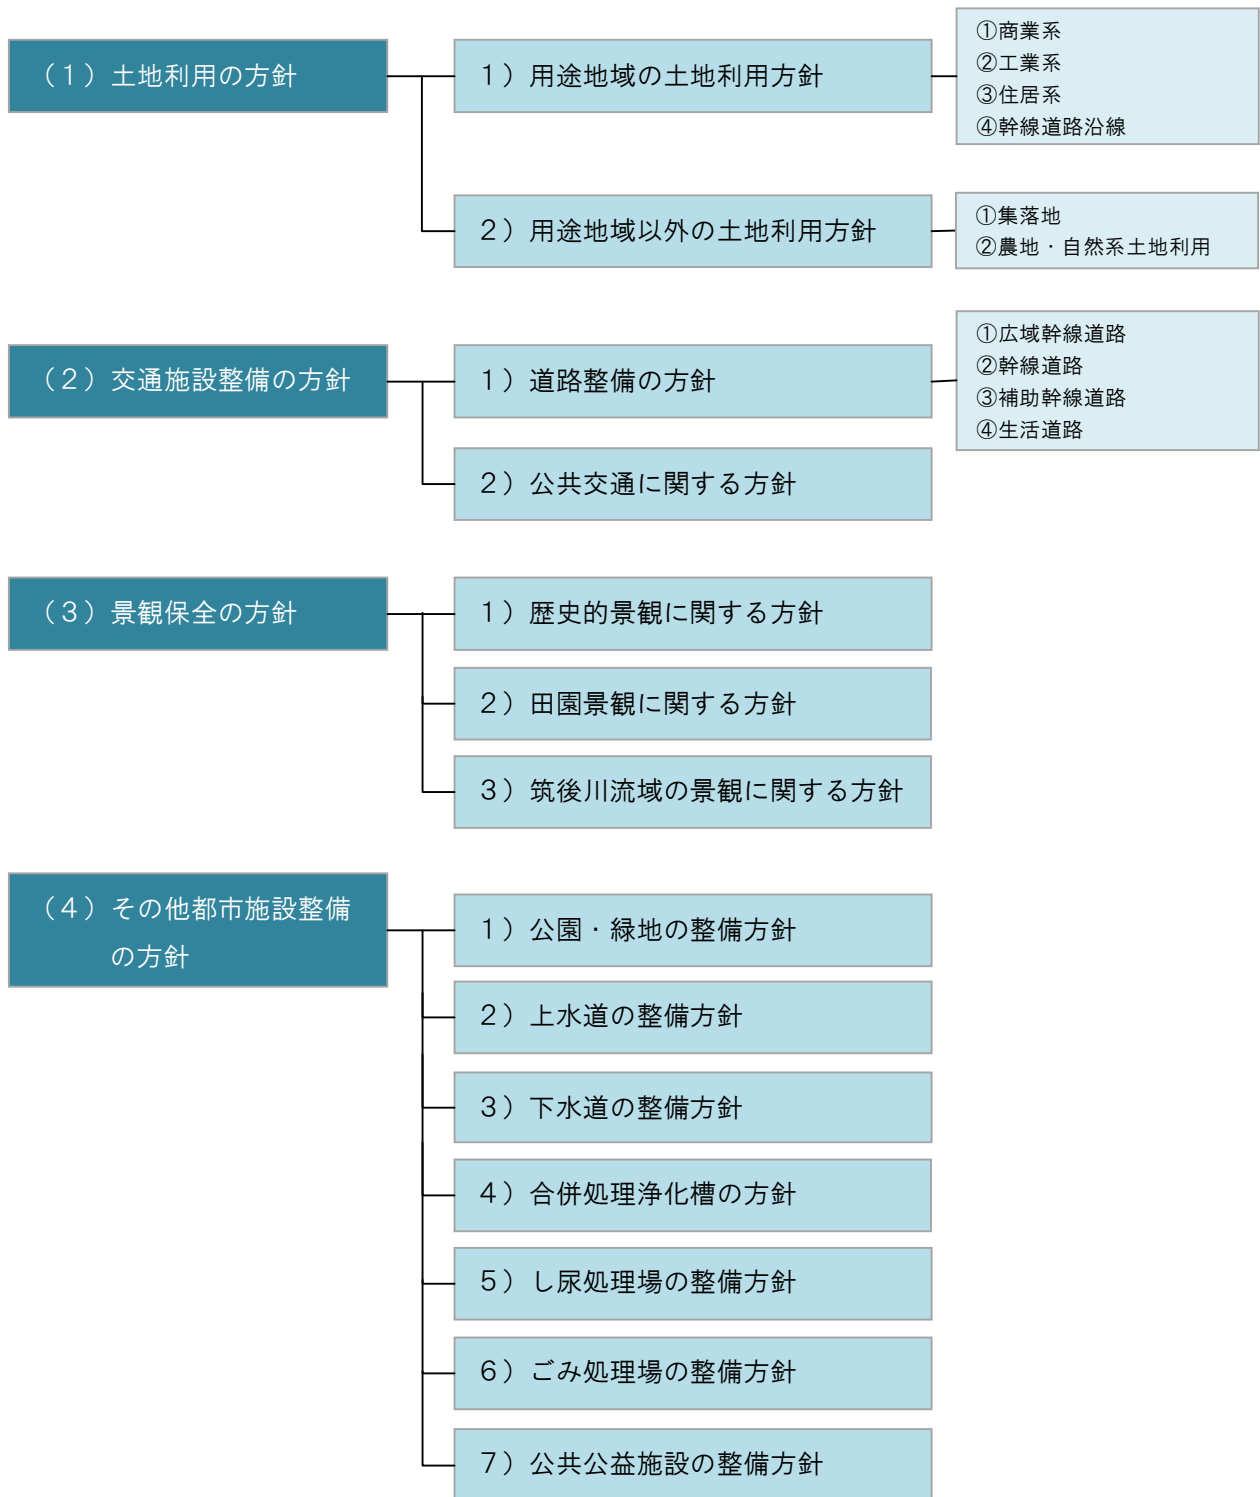 （１）土地利用の方針
１）用途地域の土地利用方針
①商業系
②工業系
③住居系
④幹線道路沿線
２）用途地域以外の土地利用方針
①集落地
②農地・自然系土地利用
（２）交通施設整備の方針
１）道路整備の方針
①広域幹線道路
②幹線道路
③補助幹線道路
④生活道路
２）公共交通に関する方針
（３）景観保全の方針
１）歴史的景観に関する方針
２）田園景観に関する方針
３）筑後川流域の景観に関する方針
（４）その他都市施設整備
の方針
１）公園・緑地の整備方針
２）上水道の整備方針
３）下水道の整備方針
４）合併処理浄化槽の方針
５）し尿処理場の整備方針
６）ごみ処理場の整備方針
７）公共公益施設の整備方針